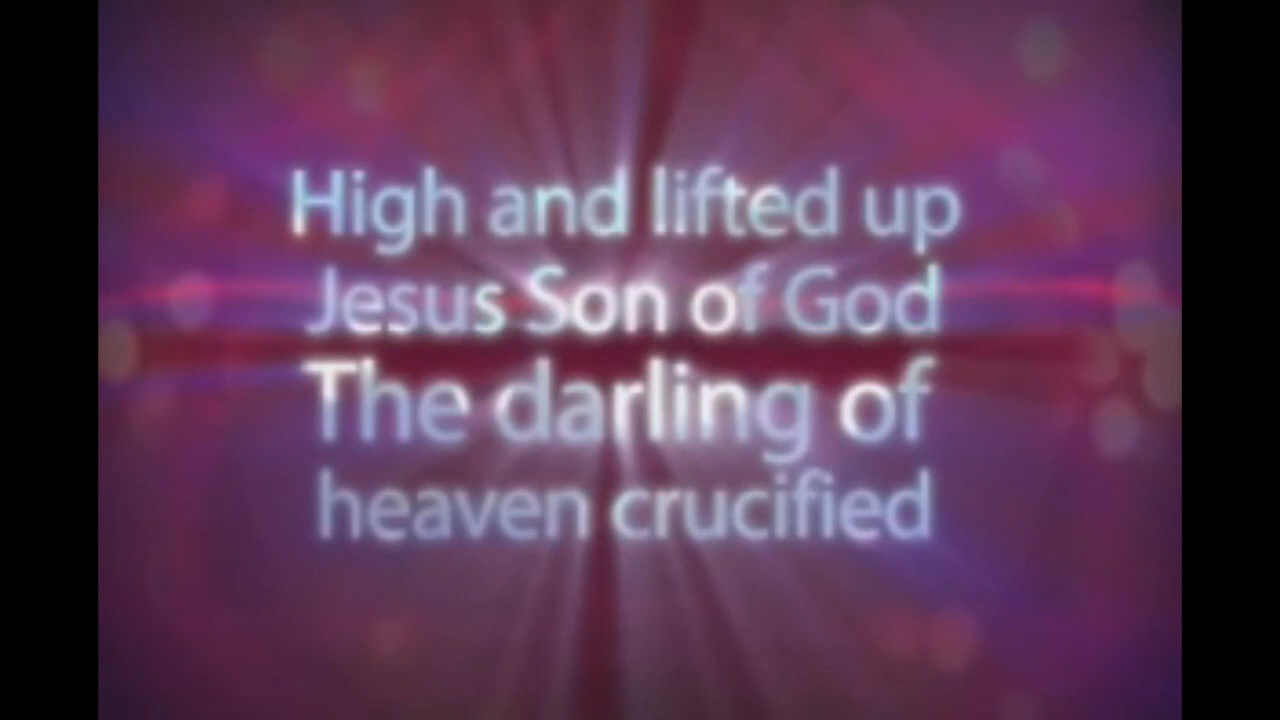 High and lifted up
Jesus Son of God
The darling of
heaven crucified